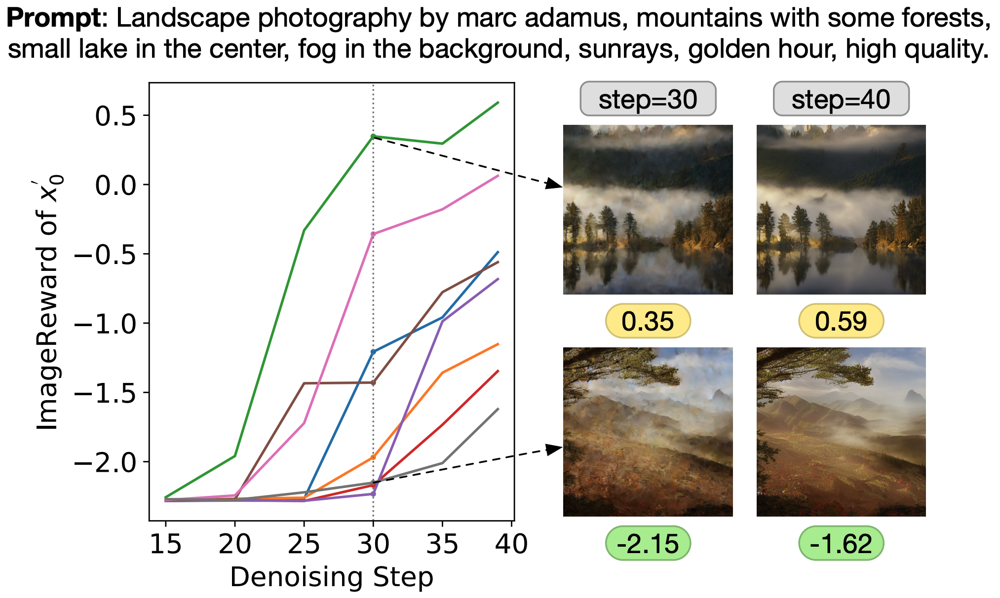 Prompt: Landscape photography by marc adamus, mountains with some forests,
small lake in the center, fog in the background, sunrays, golden hour, high quality.
ImageReward of x′0
0.5
0.0
−0.5
−1.0
−1.5
−2.0
15 20 25 30 35 40
Denoising Step
step=30 step=40
0.35 0.59
-2.15 -1.62